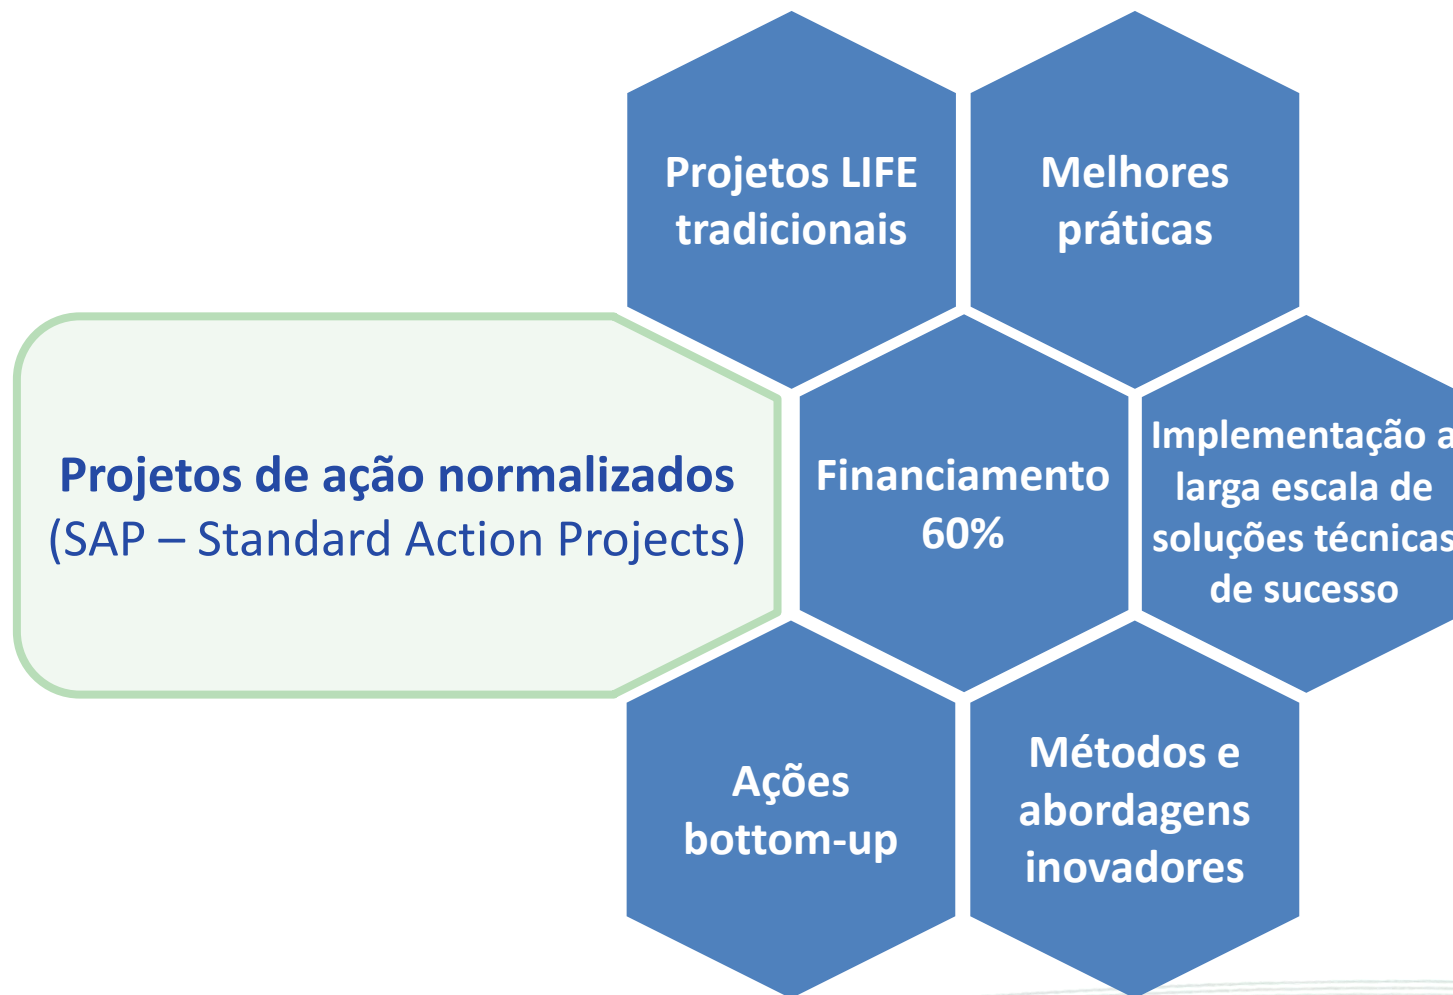 Projetos LIFE
tradicionais
Melhores
práticas
Projetos de ação normalizados
(SAP – Standard Action Projects)
Financiamento
60%
Implementação a
larga escala de
soluções técnicas
de sucesso
Ações
bottom-up
Métodos e
abordagens
inovadores